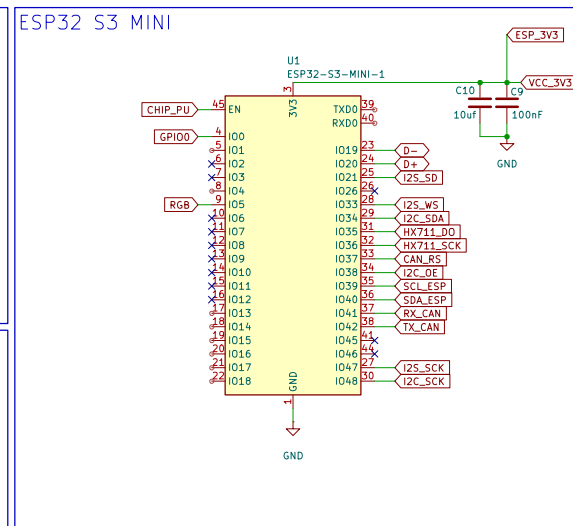 ESP32 S3 MINI
ESP_3V3
U1
ESP32-S3-MINI-1
VCC_3V3
C10
C9
10uf
100nF
GND
3
3V3
CHIP_PU 45 EN
TXD0 39
RXD0 40
GPIO0 4 IO0
5 IO1
6 IO2
7 IO3
8 IO4
RGB 9 IO5
10 IO6
11 IO7
12 IO8
13 IO9
14 IO10
15 IO11
16 IO12
17 IO13
18 IO14
19 IO15
20 IO16
21 IO17
22 IO18
IO19 23 D-
IO20 24 D+
IO21 25 I2S_SD
IO26 26
IO33 28 I2S_WS
IO34 29 I2C_SDA
IO35 31 HX711_DO
IO36 32 HX711_SCK
IO37 33 CAN_RS
IO38 34 I2C_OE
IO39 35 SCL_ESP
IO40 36 SDA_ESP
IO41 37 RX_CAN
IO42 38 TX_CAN
IO45 41
IO46 44
IO47 27 I2S_SCK
IO48 30 I2C_SCK
GND
1
GND